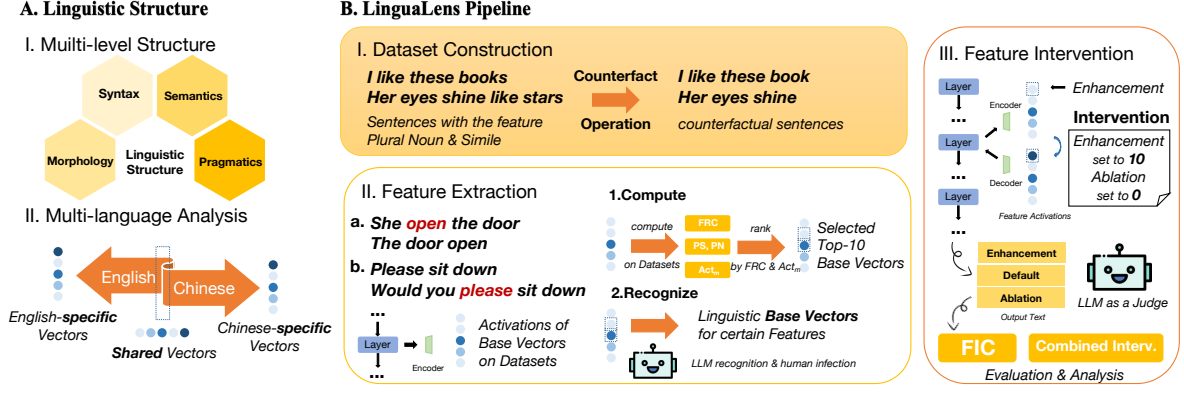 A. Linguistic Structure
I. Muilti-level Structure
Syntax
Semantics
Morphology
Linguistic
Structure
Pragmatics
II. Multi-language Analysis
English
Chinese
English-specific
Vectors
Shared Vectors
Chinese-specific
Vectors
B. LinguaLens Pipeline
I. Dataset Construction
I like these books
Her eyes shine like stars
Sentences with the feature
Plural Noun & Simile
Counterfact
Operation
I like these book
Her eyes shine
counterfactual sentences
II. Feature Extraction
a. She open the door
The door open
b. Please sit down
Would you please sit down
...
Layer
...
Encoder
Activations of
Base Vectors
on Datasets
1.Compute
compute
on Datasets
FRC
PS, PN
Actm
rank
by FRC & Actm
Selected
Top-10
Base Vectors
2.Recognize
Linguistic Base Vectors
for certain Features
LLM recognition & human infection
III. Feature Intervention
Layer
...
Layer
...
Layer
...
Encoder
Decoder
Feature Activations
Enhancement
Intervention
Enhancement
set to 10
Ablation
set to 0
Enhancement
Default
Ablation
Output Text
LLM as a Judge
FIC
Combined Interv.
Evaluation & Analysis